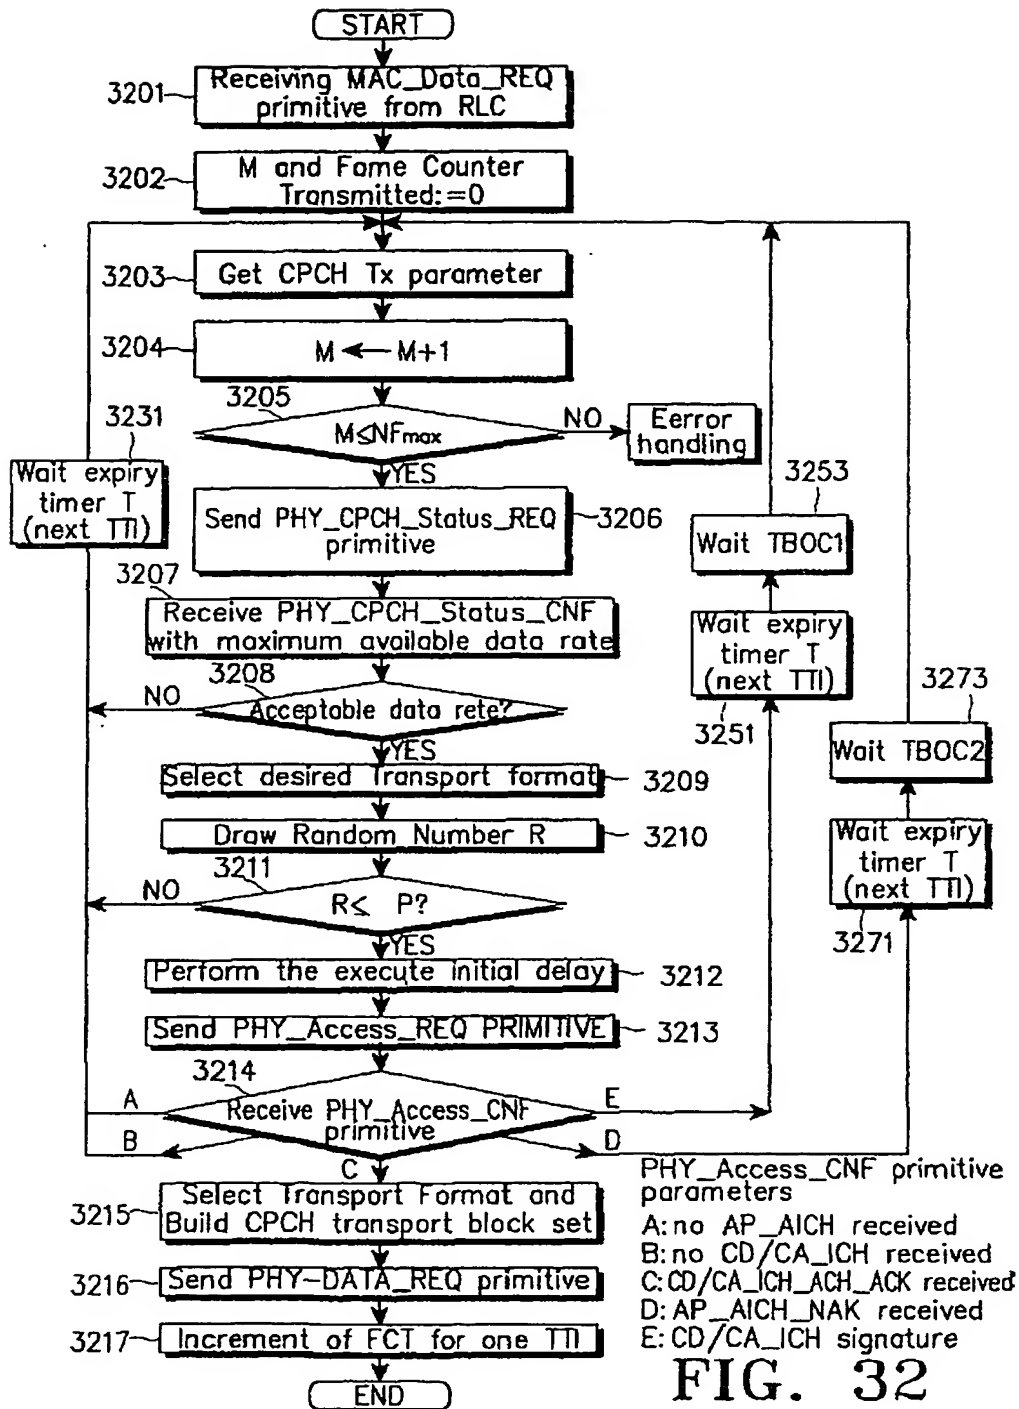 START
3201
Receiving MAC_Data_REQ
primitive from RLC
3202
M and Fame Counter
Transmitted:=0
3203
Get CPCH Tx parameter
3204
M ← M+1
3205
M≤NFmax
NO
Eerror
handling
YES
3231
Wait expiry
timer T
(next TTI)
Send PHY_CPCH_Status_REQ
primitive
3206
3207
Receive PHY_CPCH_Status_CNF
with maximum available data rate
3208
NO
Acceptable data rete?
YES
Select desired Transport format
3209
Draw Random Number R
3210
3211
NO
R≤ P?
YES
Perform the execute initial delay
3212
Send PHY_Access_REQ PRIMITIVE
3213
3214
A
Receive PHY_Access_CNF
primitive
E
B
D
C
3253
Wait TBOC1
Wait expiry
timer T
(next TTI)
3251
3273
Wait TBOC2
Wait expiry
timer T
(next TTI)
3271
3215
Select Transport Format and
Build CPCH transport block set
3216
Send PHY-DATA_REQ primitive
3217
Increment of FCT for one TTI
END
PHY_Access_CNF primitive
parameters
A: no AP_AICH received
B: no CD/CA_ICH received
C: CD/CA_ICH_ACH_ACK received
D: AP_AICH_NAK received
E: CD/CA_ICH signature
FIG. 32